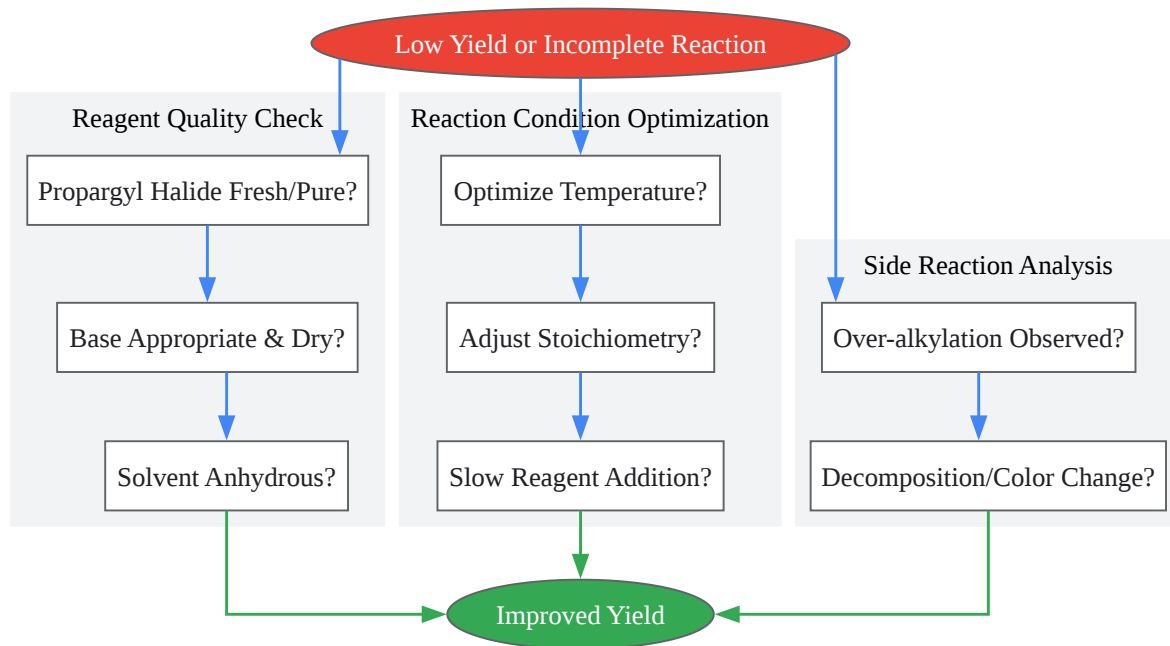 Low Yield or Incomplete Reaction
Reagent Quality Check
Propargyl Halide Fresh/Pure?
Base Appropriate & Dry?
Solvent Anhydrous?
Reaction Condition Optimization
Optimize Temperature?
Adjust Stoichiometry?
Slow Reagent Addition?
Side Reaction Analysis
Over-alkylation Observed?
Decomposition/Color Change?
Improved Yield